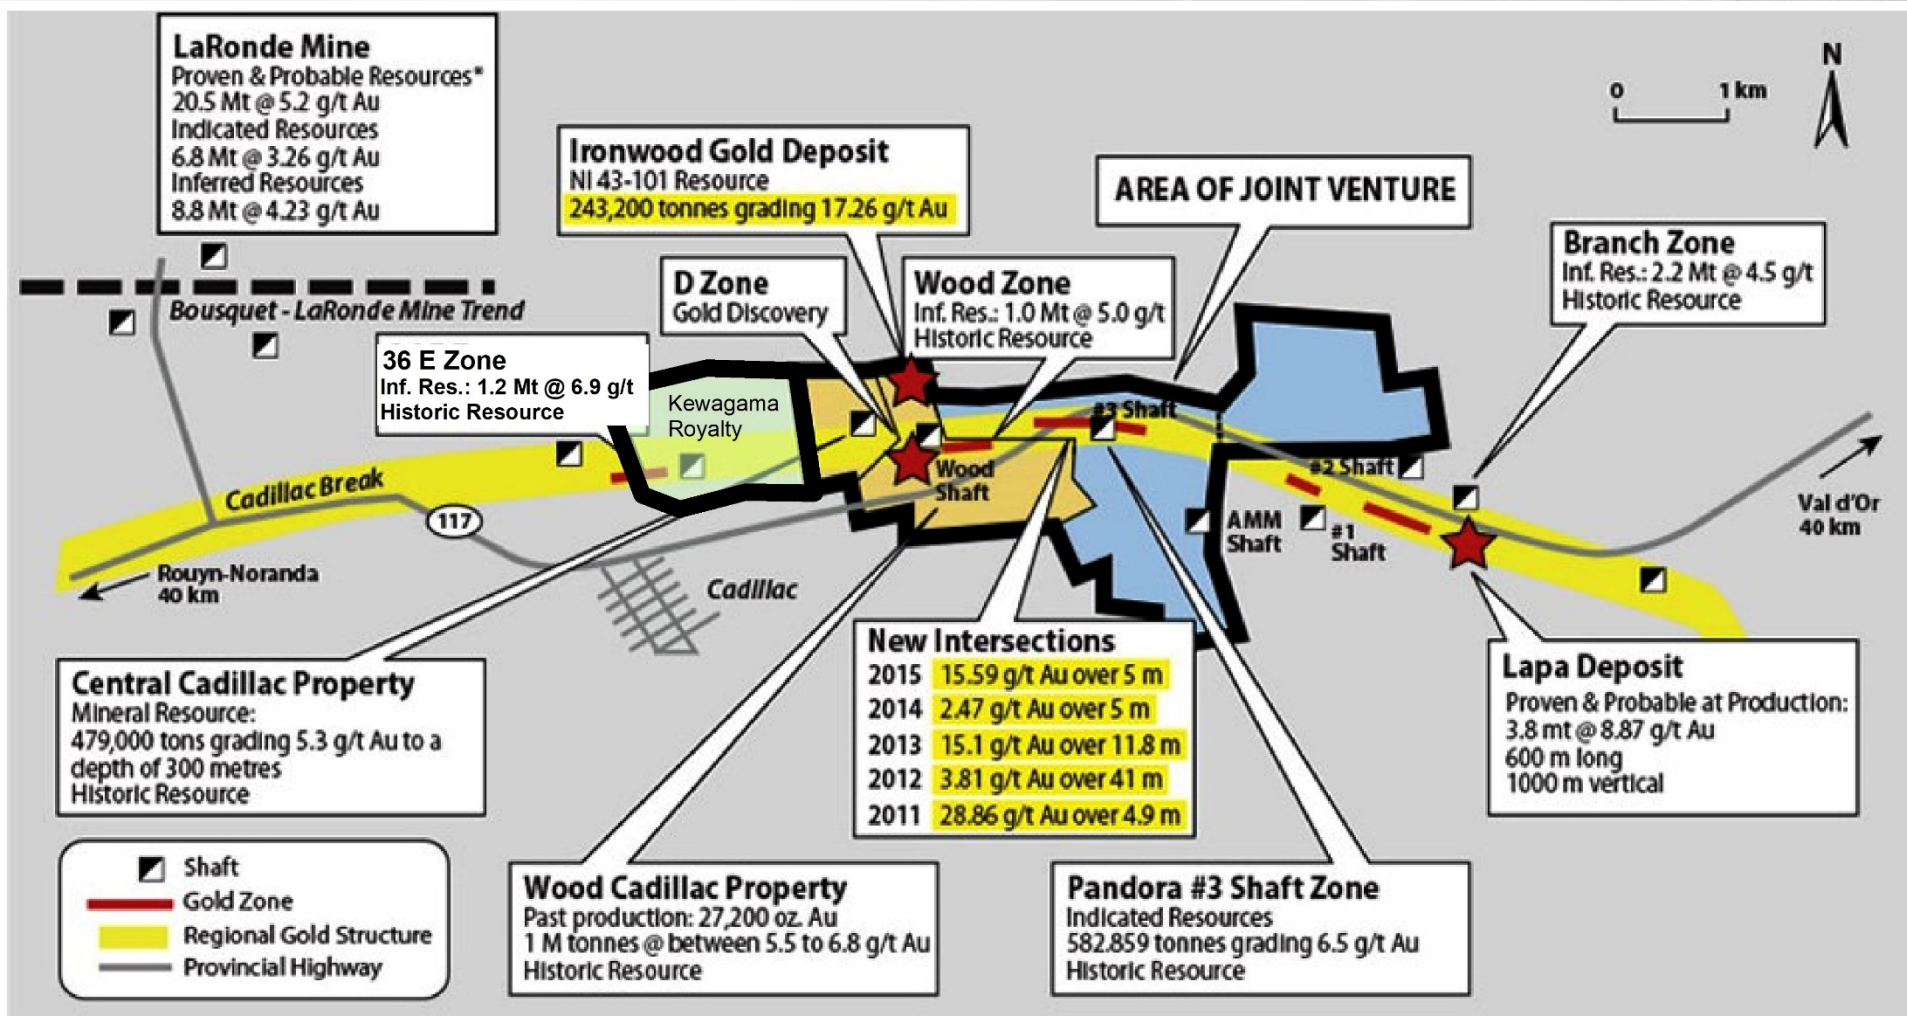 LaRonde Mine
Proven & Probable Resources*
20.5 Mt @ 5.2 g/t Au
Indicated Resources
6.8 Mt @ 3.26 g/t Au
Inferred Resources
8.8 Mt @ 4.23 g/t Au
Ironwood Gold Deposit
NI 43-101 Resource
243,200 tonnes grading 17.26 g/t Au
AREA OF JOINT VENTURE
0 1 km
N
Branch Zone
Inf. Res.: 2.2 Mt @ 4.5 g/t
Historic Resource
D Zone
Gold Discovery
Wood Zone
Inf. Res.: 1.0 Mt @ 5.0 g/t
Historic Resource
Bousquet - LaRonde Mine Trend
36 E Zone
Inf. Res.: 1.2 Mt @ 6.9 g/t
Historic Resource
Kewagama
Royalty
#3 Shaft
Wood
Shaft
#2 Shaft
AMM
Shaft
#1
Shaft
Val d'Or
40 km
Cadillac Break
117
Rouyn-Noranda
40 km
Cadillac
Central Cadillac Property
Mineral Resource:
479,000 tons grading 5.3 g/t Au to a
depth of 300 metres
Historic Resource
New Intersections
2015 15.59 g/t Au over 5 m
2014 2.47 g/t Au over 5 m
2013 15.1 g/t Au over 11.8 m
2012 3.81 g/t Au over 41 m
2011 28.86 g/t Au over 4.9 m
Lapa Deposit
Proven & Probable at Production:
3.8 mt @ 8.87 g/t Au
600 m long
1000 m vertical
Shaft
Gold Zone
Regional Gold Structure
Provincial Highway
Wood Cadillac Property
Past production: 27,200 oz. Au
1 M tonnes @ between 5.5 to 6.8 g/t Au
Historic Resource
Pandora #3 Shaft Zone
Indicated Resources
582.859 tonnes grading 6.5 g/t Au
Historic Resource